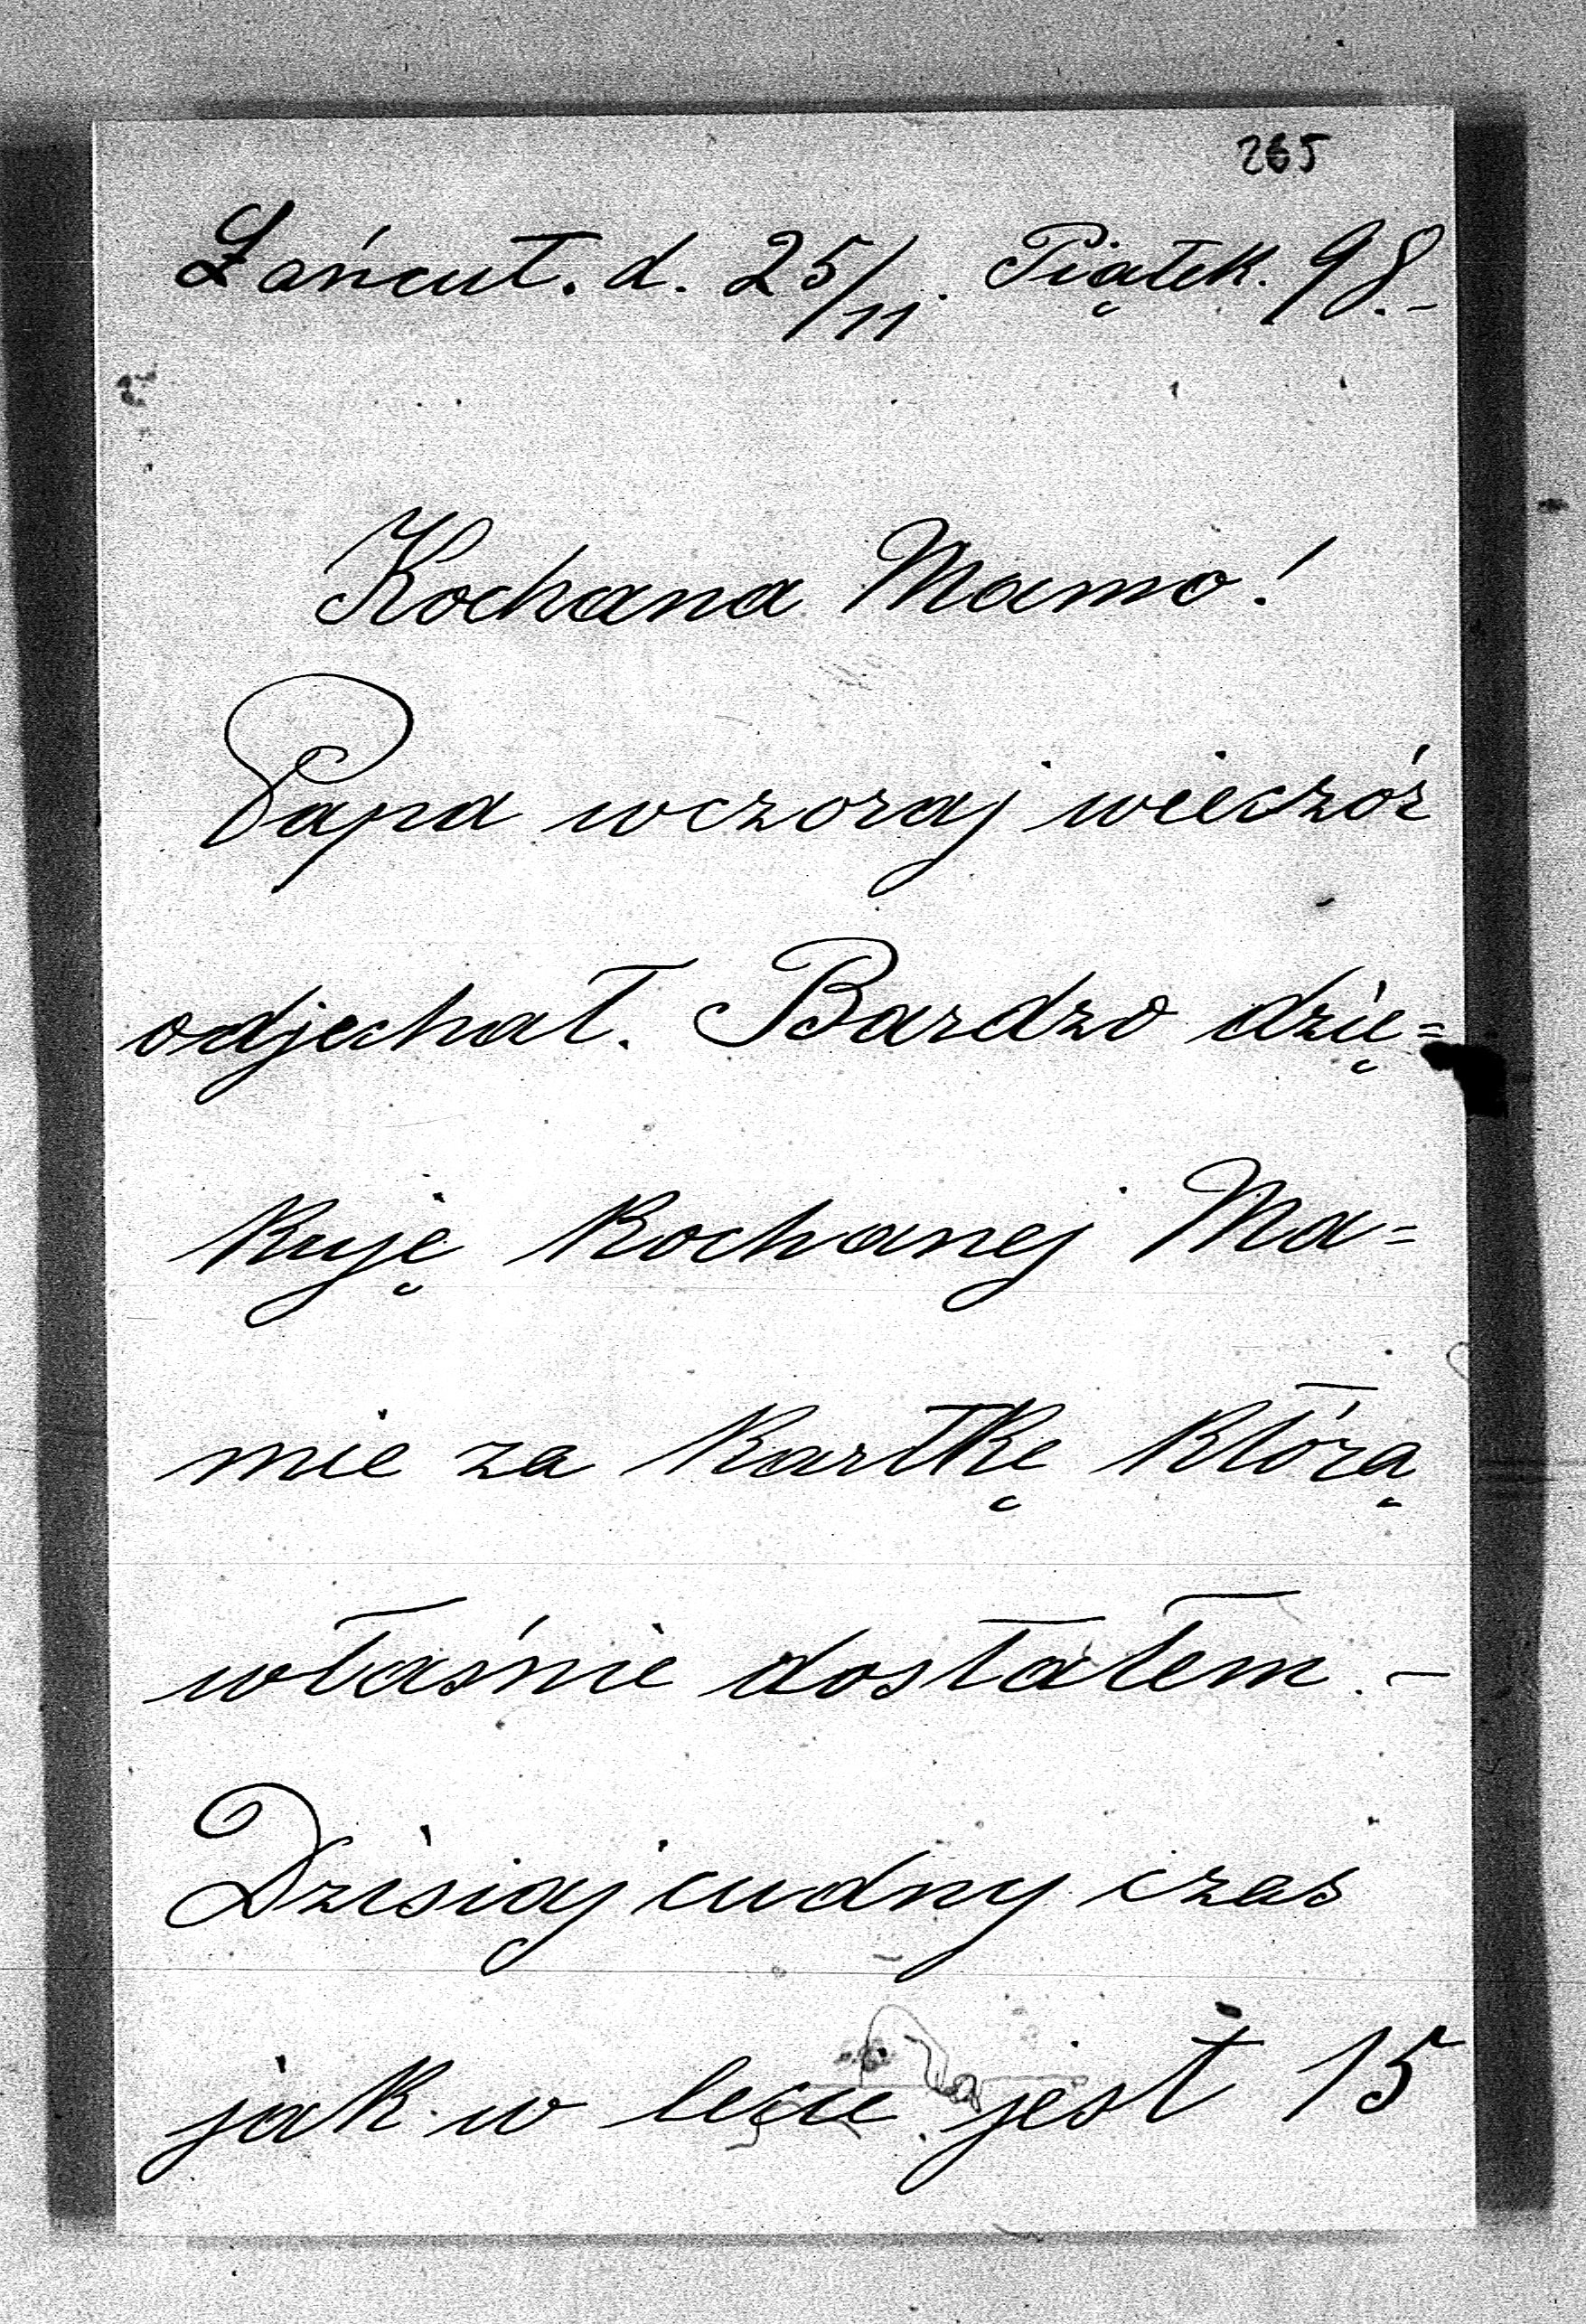 265
Łańcut. d. 25/11. Piątek. 98.-
Kochana Mamo!
Papa wczoraj wieczór
odjechał. Bardzo dzię=
kuję kochanej Ma=
mie za kartkę którą
właśnie dostałem. -
Dzisiaj cudny czas
jak w lecie jest 15